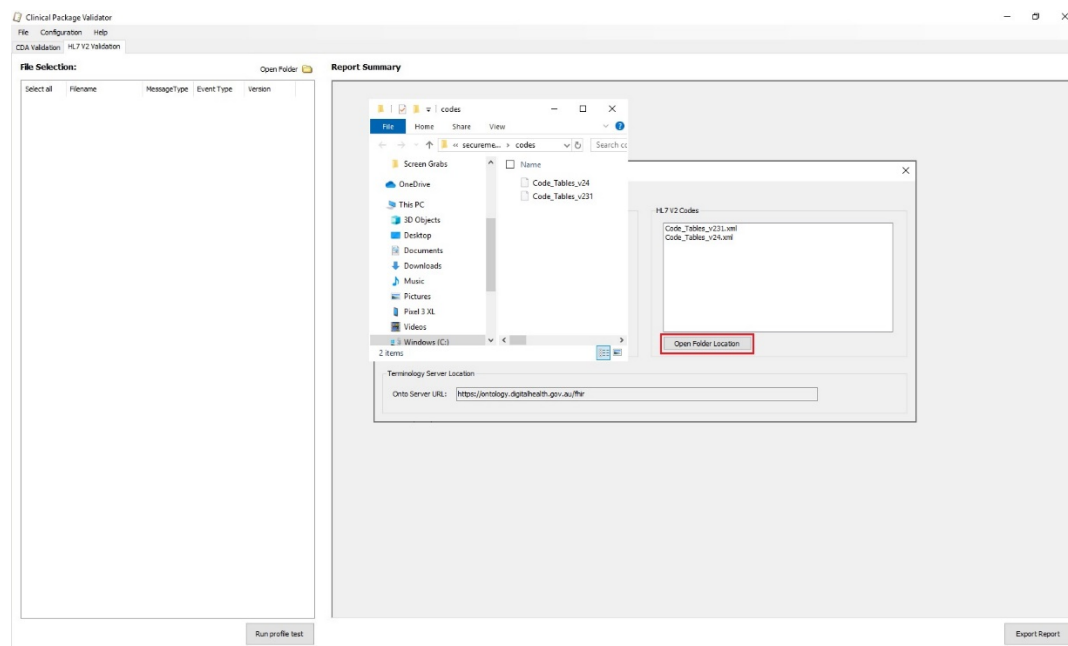 Clinical Package Validator
File Configuration Help
CDA Validation HL7 V2 Validation
File Selection: Open Folder
Select all Filename MessageType Event Type Version
Run profile test
Report Summary
codes
File Home Share View
« secureme... › codes Search cc
Screen Grabs
OneDrive
This PC
3D Objects
Desktop
Documents
Downloads
Music
Pictures
Pixel 3 XL
Videos
Windows (C:)
Name
Code_Tables_v24
Code_Tables_v231
2 items
HL7 V2 Codes
Code_Tables_v231.xml
Code_Tables_v24.xml
Open Folder Location
Terminology Server Location
Onto Server URL: https://ontology.digitalhealth.gov.au/fhir
Export Report